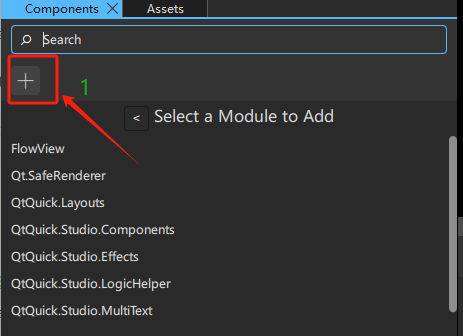 Components
Assets
Search
1
< Select a Module to Add
FlowView
Qt.SafeRenderer
QtQuick.Layouts
QtQuick.Studio.Components
QtQuick.Studio.Effects
QtQuick.Studio.LogicHelper
QtQuick.Studio.MultiText